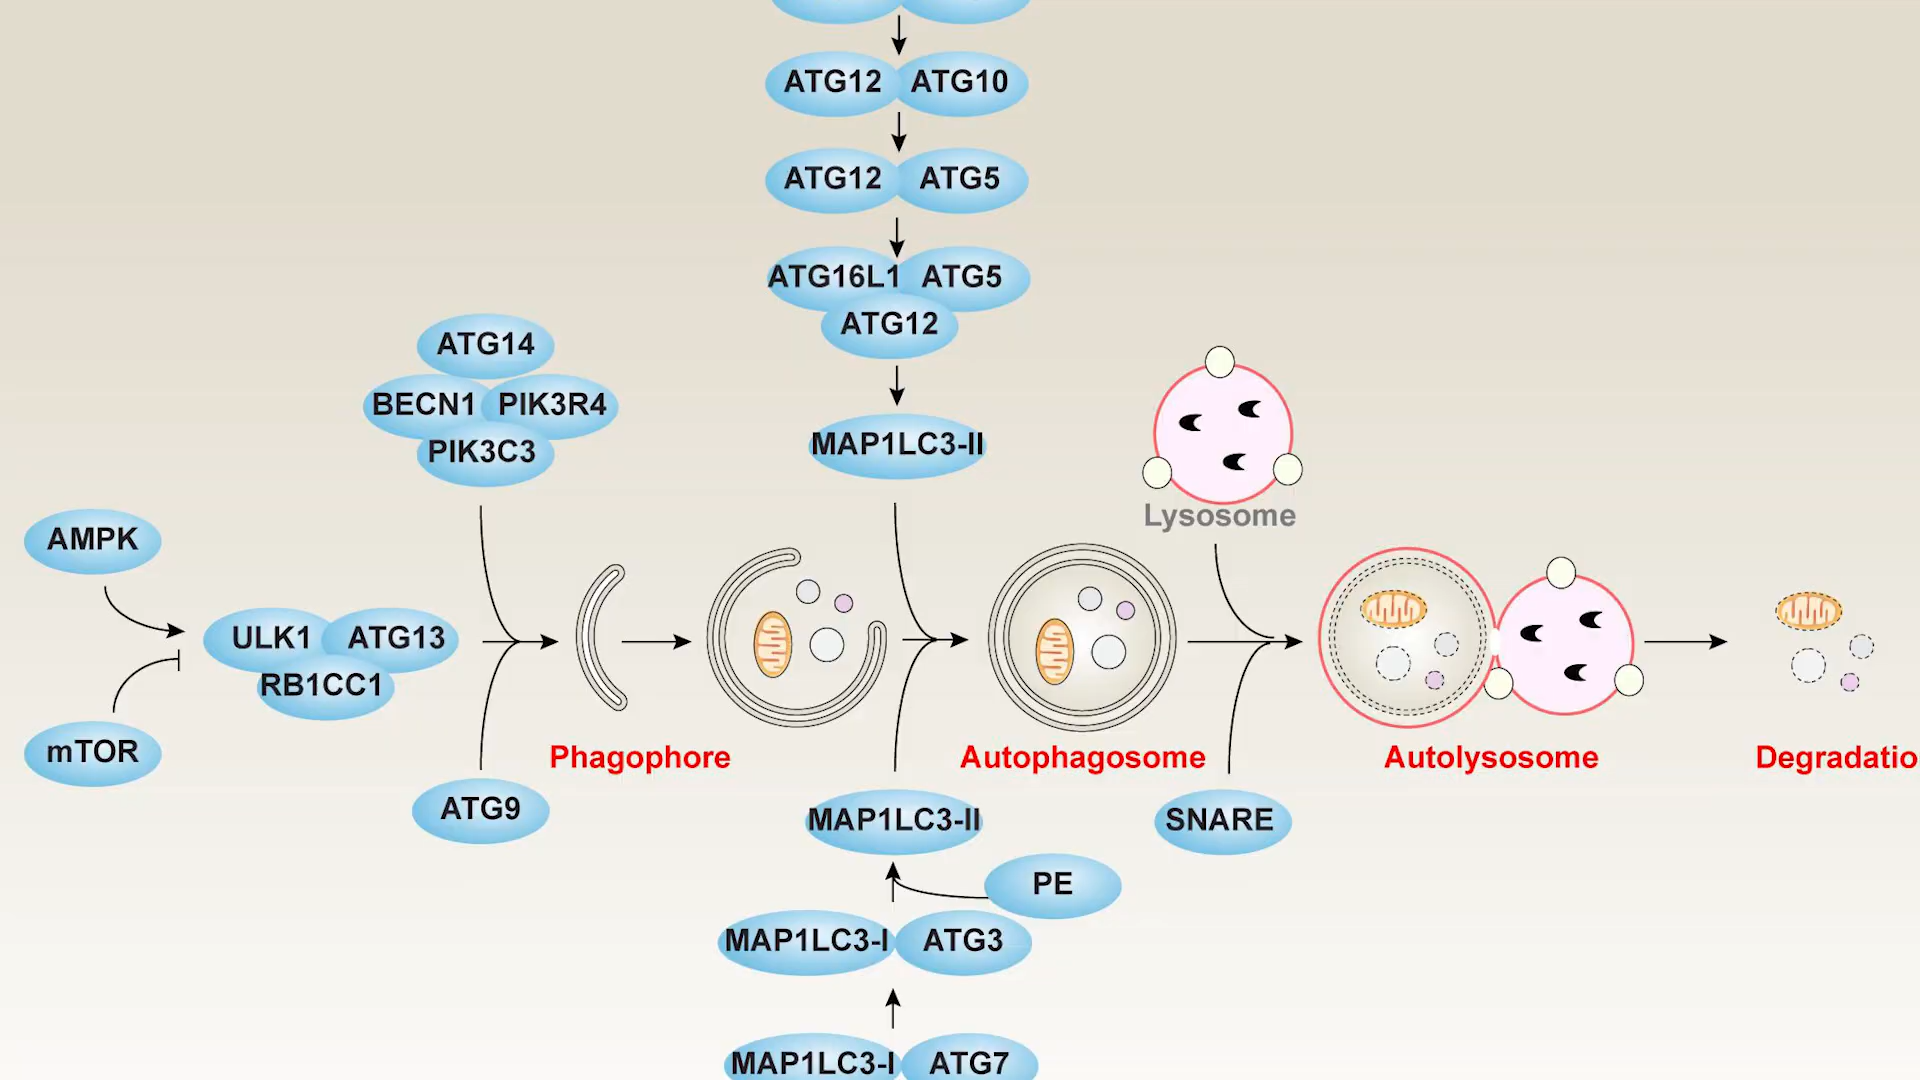 ATG12 ATG10
ATG12 ATG5
ATG16L1 ATG5
ATG12
ATG14
BECN1 PIK3R4
PIK3C3
MAP1LC3-II
Lysosome
AMPK
ULK1 ATG13
RB1CC1
mTOR
Phagophore
Autophagosome
Autolysosome
Degradatio
ATG9
MAP1LC3-II
SNARE
PE
MAP1LC3-I ATG3
MAP1LC3-I ATG7